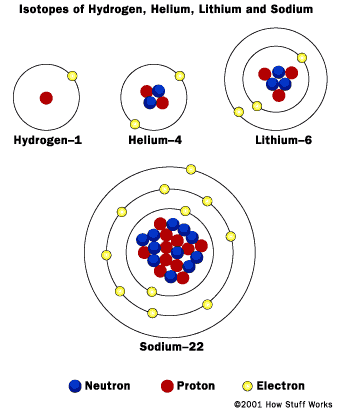 Isotopes of Hydrogen, Helium, Lithium and Sodium
Hydrogen–1
Helium–4
Lithium–6
Sodium–22
Neutron
Proton
Electron
©2001 How Stuff Works